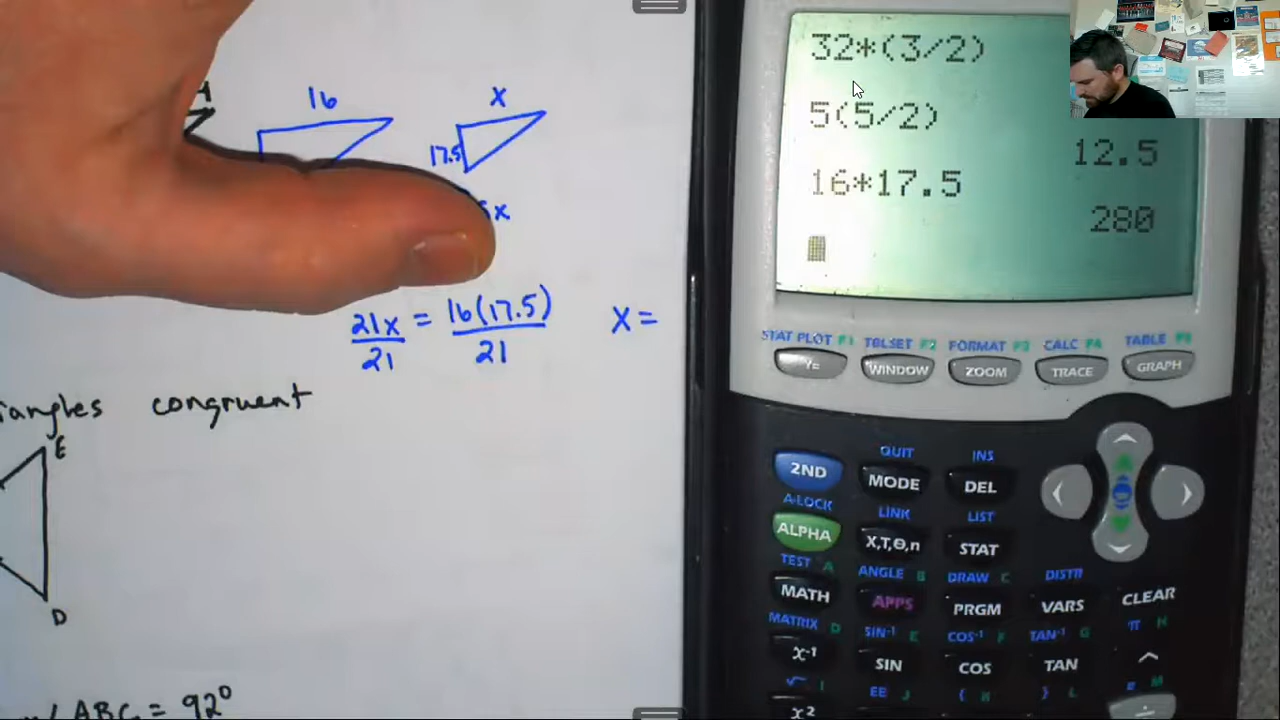 A
16
X
17.5
x
21x = 16(17.5)
21 21
X =
congruent
E
D
ABC = 92°
32*(3/2)
5(5/2)
12.5
16*17.5
280
STAT PLOT F1 TBLSET F2 FORMAT F3 CALC F4 TABLE F5
Y= WINDOW ZOOM TRACE GRAPH
QUIT INS
2ND MODE DEL
A-LOCK LINK LIST
ALPHA X,T,Θ,n STAT
TEST A ANGLE B DRAW C DISTR
MATH APPS PRGM VARS CLEAR
MATRIX D SIN⁻¹ E COS⁻¹ F TAN⁻¹ G π H
x⁻¹ SIN COS TAN ^
√ I EE J { K } L e M
x² ( ) ÷